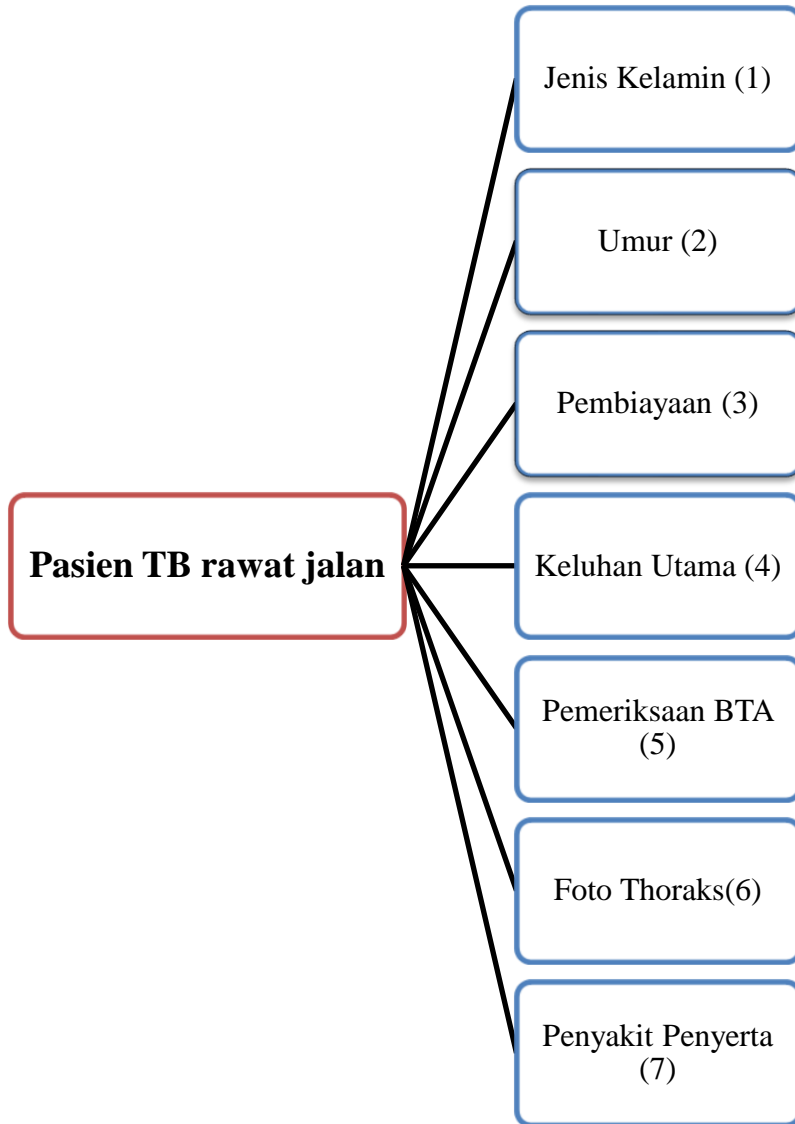 Jenis Kelamin (1)
Umur (2)
Pembiayaan (3)
Pasien TB rawat jalan
Keluhan Utama (4)
Pemeriksaan BTA
(5)
Foto Thoraks(6)
Penyakit Penyerta
(7)